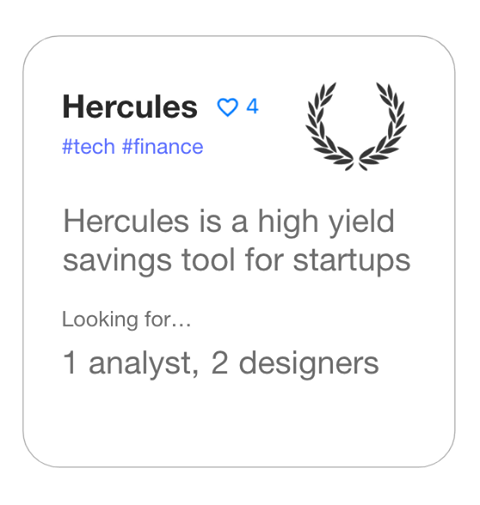 Hercules 4
#tech #finance
Hercules is a high yield
savings tool for startups
Looking for...
1 analyst, 2 designers